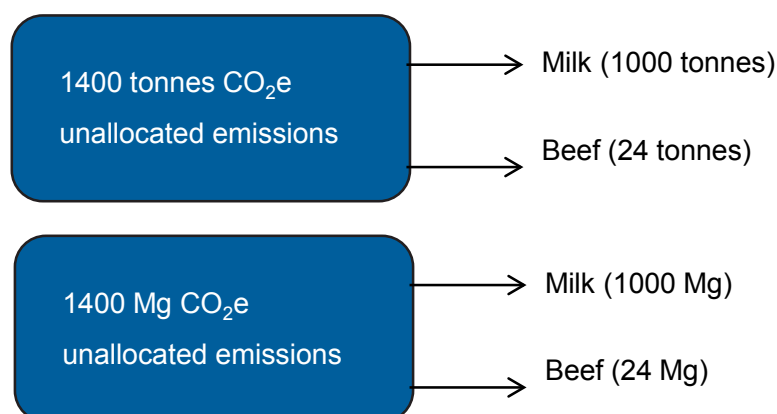 1400 tonnes CO₂e
unallocated emissions
Milk (1000 tonnes)
Beef (24 tonnes)
1400 Mg CO₂e
unallocated emissions
Milk (1000 Mg)
Beef (24 Mg)